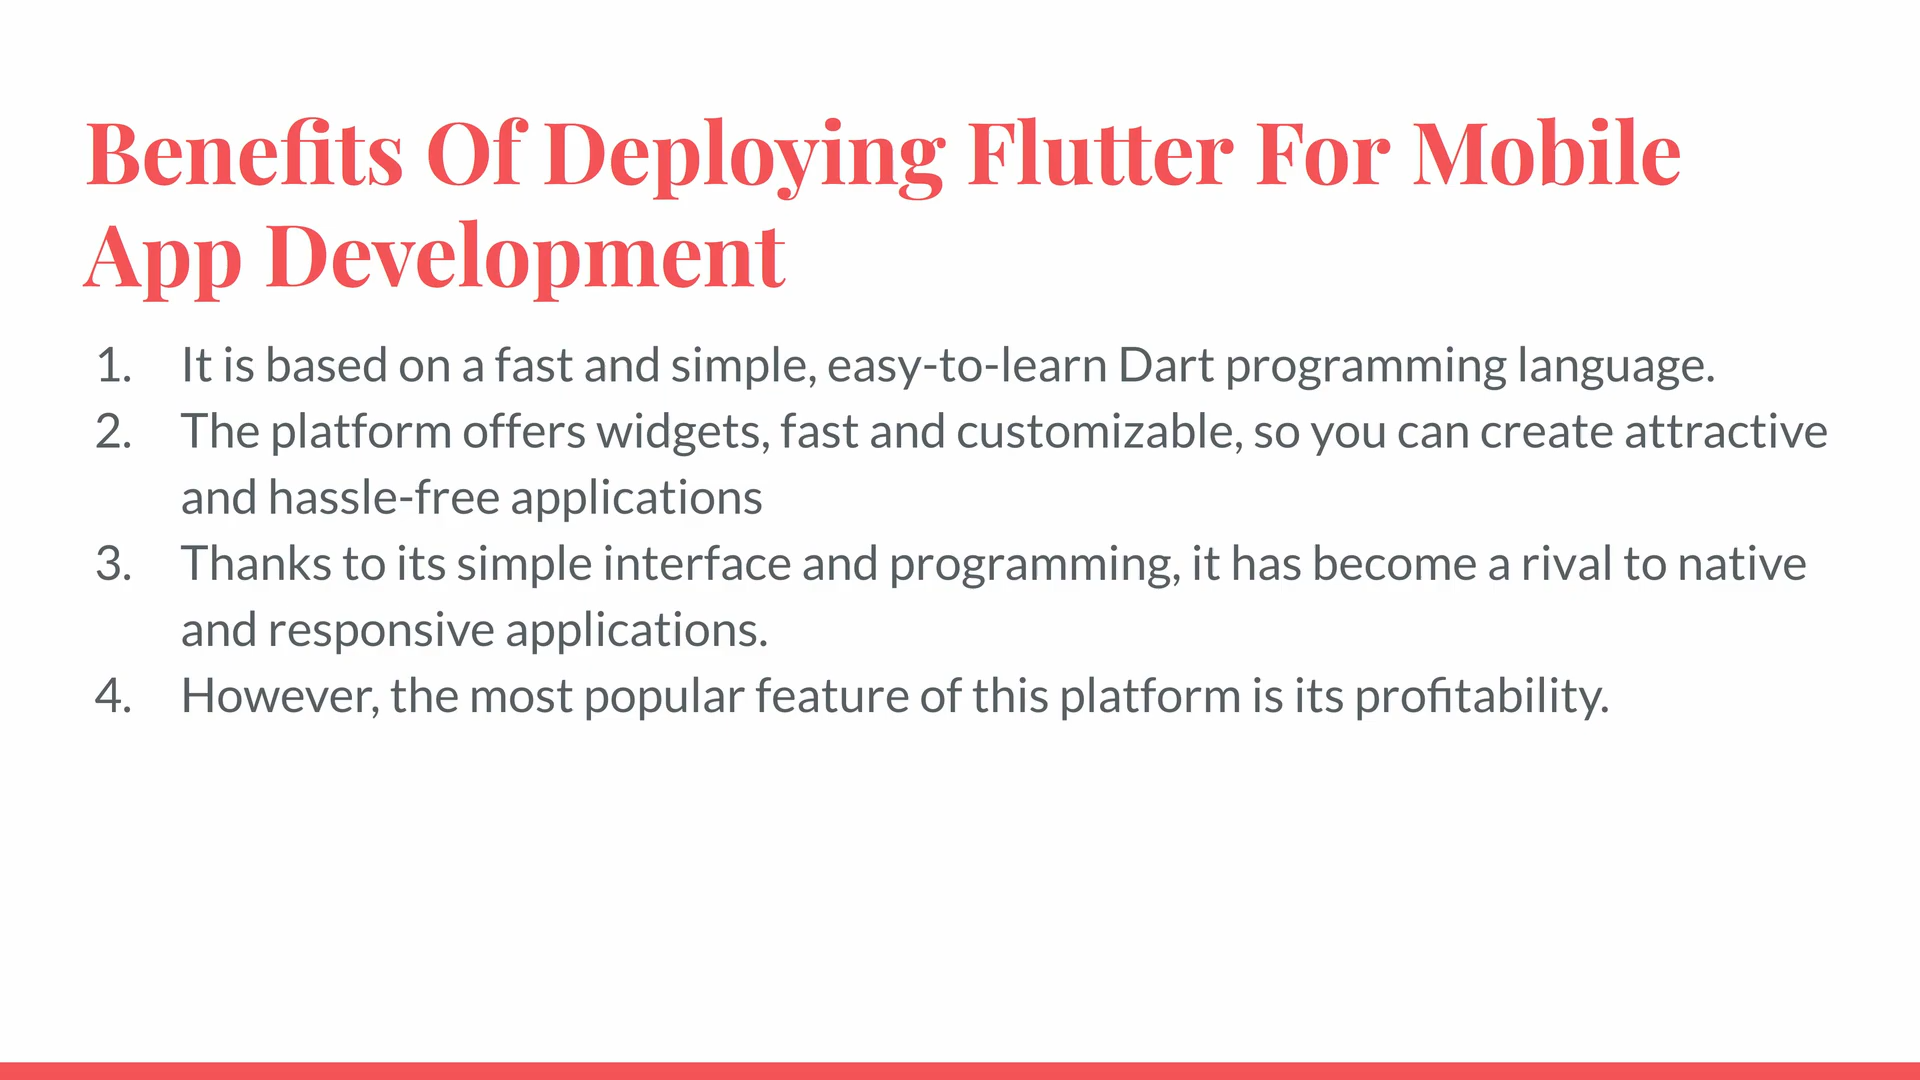 Benefits Of Deploying Flutter For Mobile
App Development
1. It is based on a fast and simple, easy-to-learn Dart programming language.
2. The platform offers widgets, fast and customizable, so you can create attractive
and hassle-free applications
3. Thanks to its simple interface and programming, it has become a rival to native
and responsive applications.
4. However, the most popular feature of this platform is its profitability.